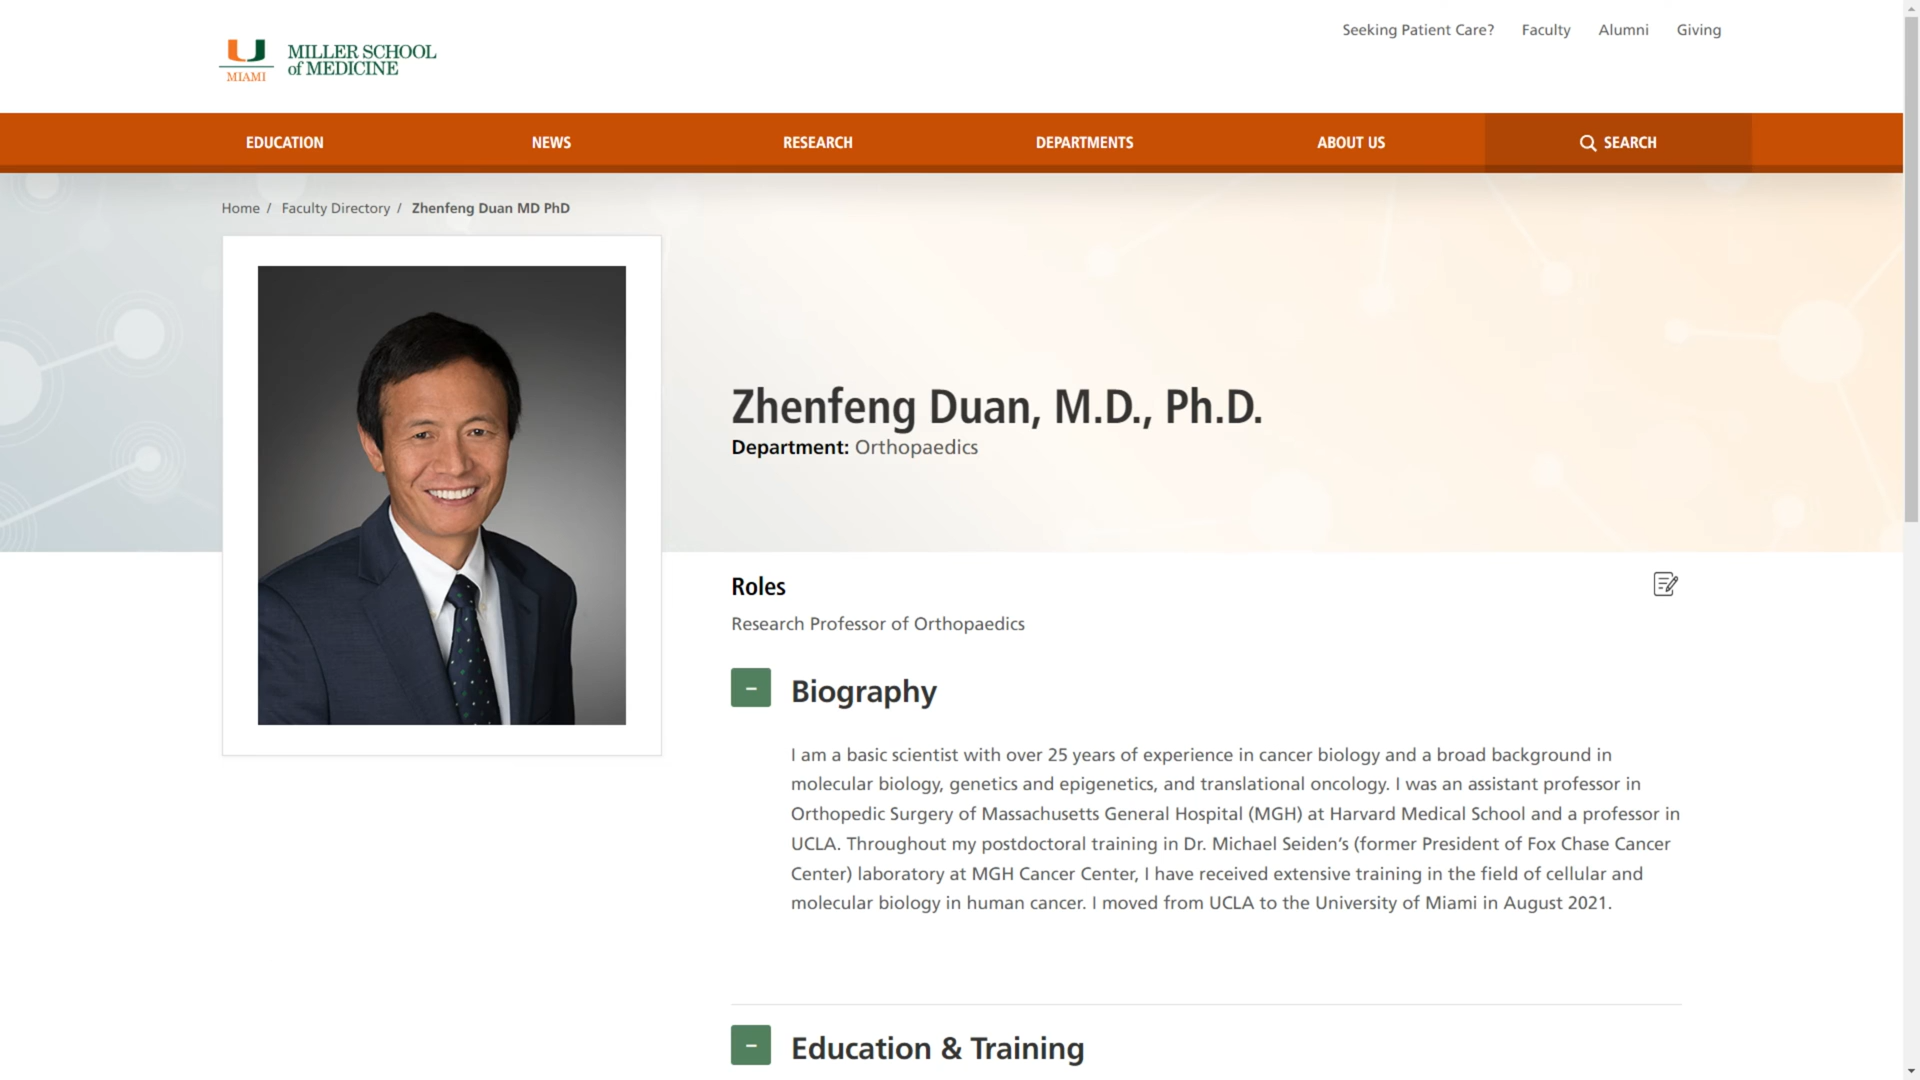 Seeking Patient Care? Faculty Alumni Giving
MIAMI
MILLER SCHOOL
of MEDICINE
EDUCATION NEWS RESEARCH DEPARTMENTS ABOUT US SEARCH
Home / Faculty Directory / Zhenfeng Duan MD PhD
Zhenfeng Duan, M.D., Ph.D.
Department: Orthopaedics
Roles
Research Professor of Orthopaedics
Biography
I am a basic scientist with over 25 years of experience in cancer biology and a broad background in
molecular biology, genetics and epigenetics, and translational oncology. I was an assistant professor in
Orthopedic Surgery of Massachusetts General Hospital (MGH) at Harvard Medical School and a professor in
UCLA. Throughout my postdoctoral training in Dr. Michael Seiden’s (former President of Fox Chase Cancer
Center) laboratory at MGH Cancer Center, I have received extensive training in the field of cellular and
molecular biology in human cancer. I moved from UCLA to the University of Miami in August 2021.
Education & Training